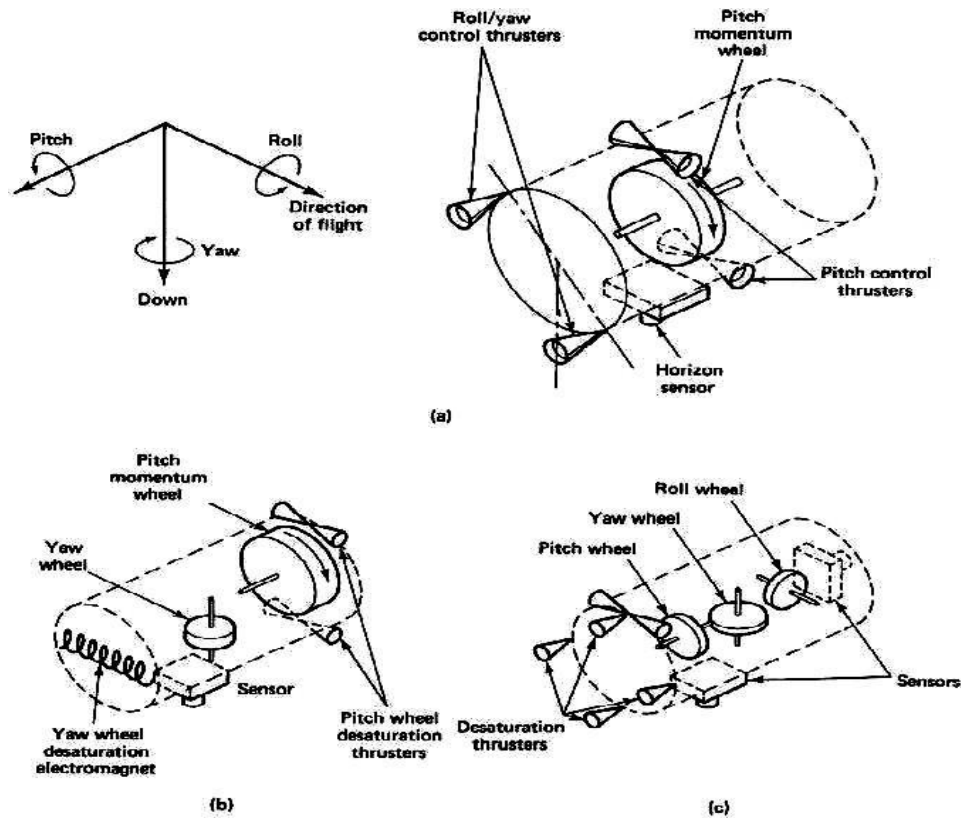 Roll/yaw
control thrusters
Pitch
momentum
wheel
Pitch
Roll
Direction
of flight
Yaw
Down
Pitch control
thrusters
Horizon
sensor
(a)
Pitch
momentum
wheel
Yaw
wheel
Sensor
Yaw wheel
desaturation
electromagnet
Pitch wheel
desaturation
thrusters
(b)
Roll wheel
Yaw wheel
Pitch wheel
Sensors
Desaturation
thrusters
(c)